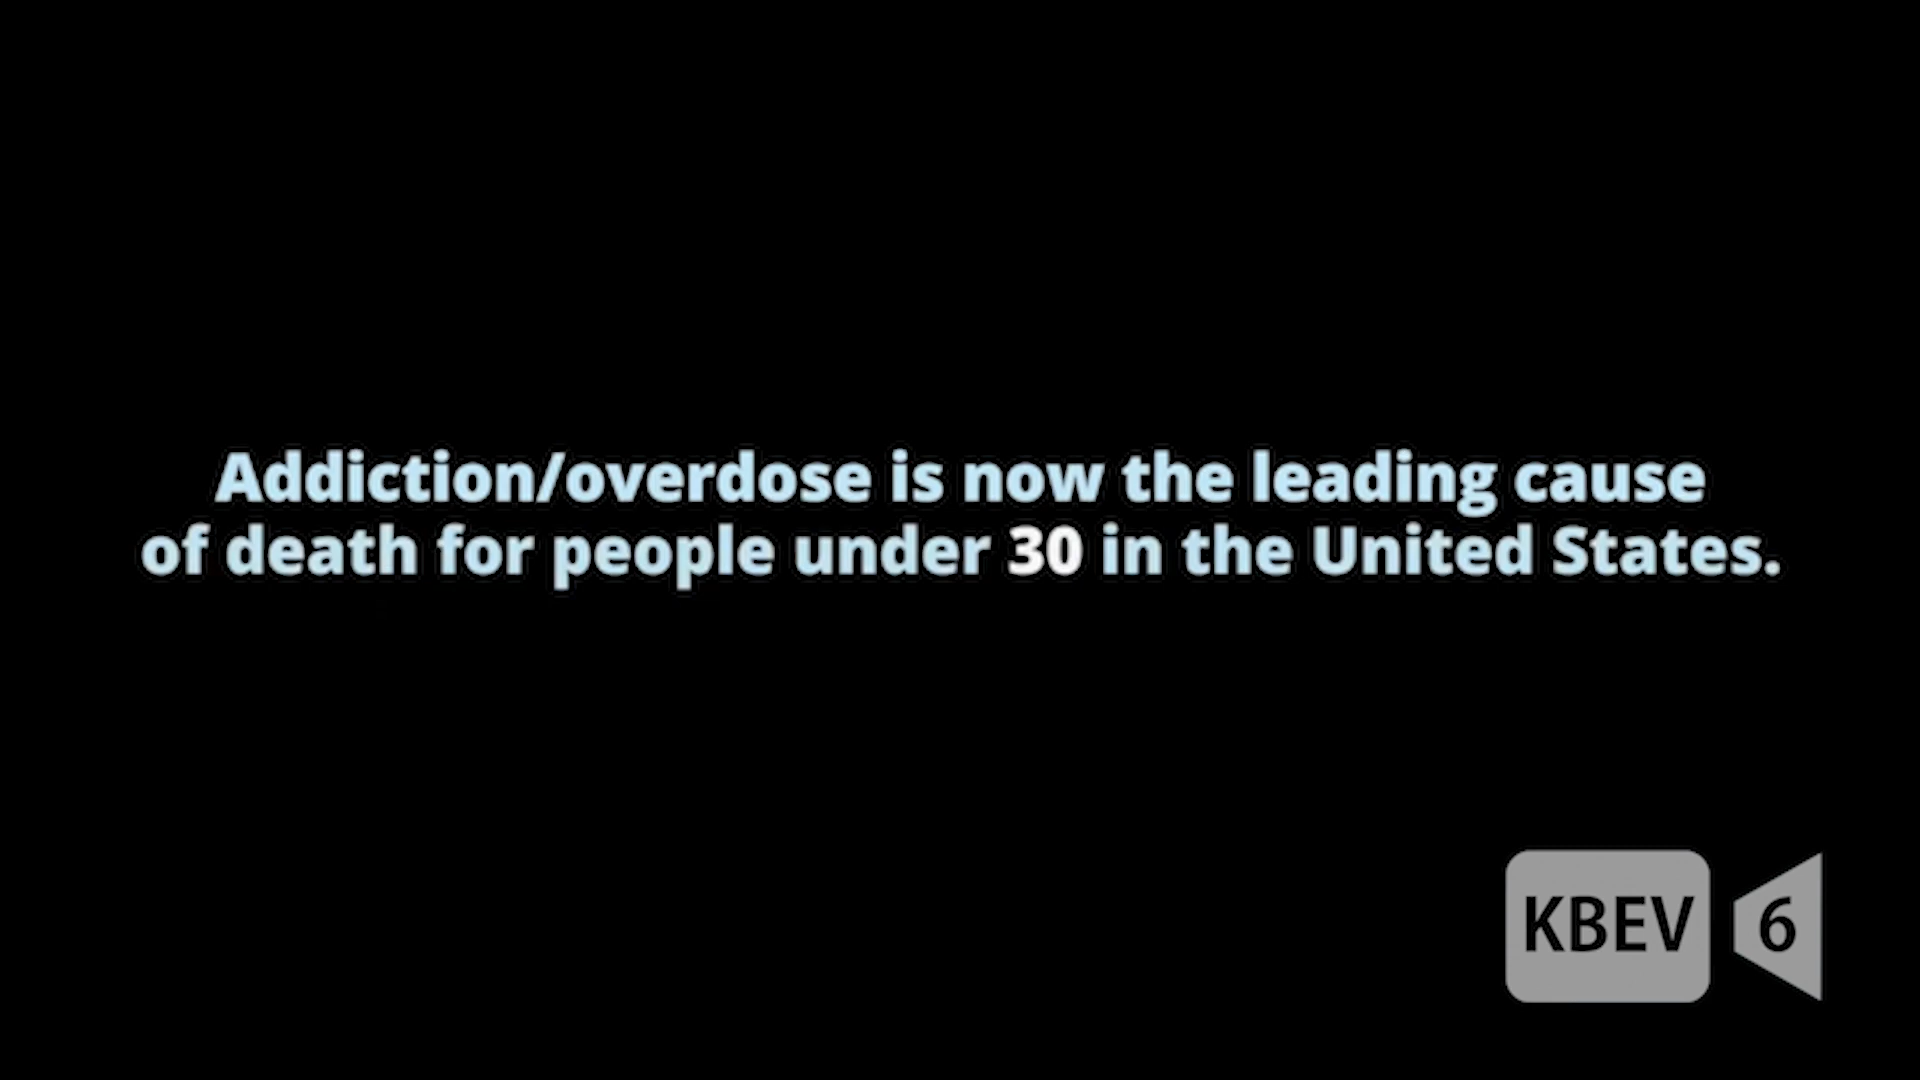 Addiction/overdose is now the leading cause
of death for people under 30 in the United States.
KBEV 6